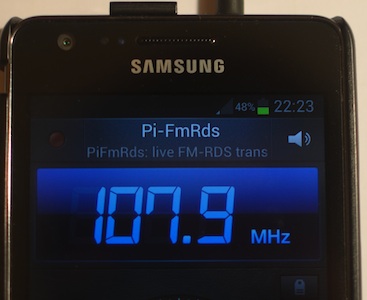 SAMSUNG
48% 22:23
Pi-FmRds
PiFmRds: live FM-RDS trans
107.9 MHz